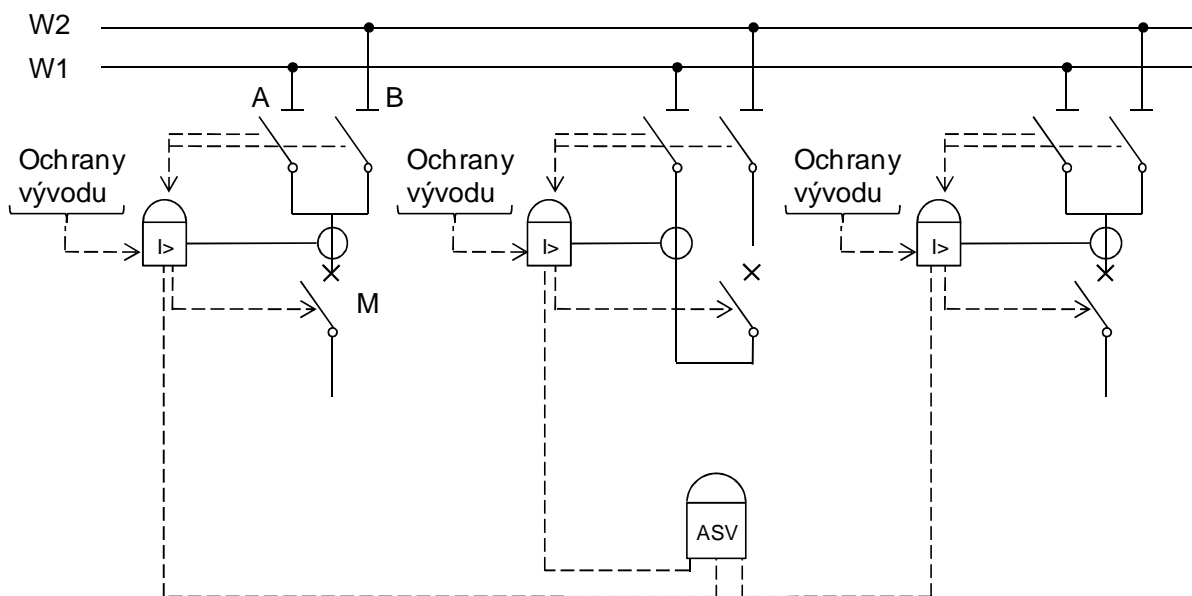 W2
W1
A
B
Ochrany
vývodu
Ochrany
vývodu
Ochrany
vývodu
I>
I>
I>
M
ASV